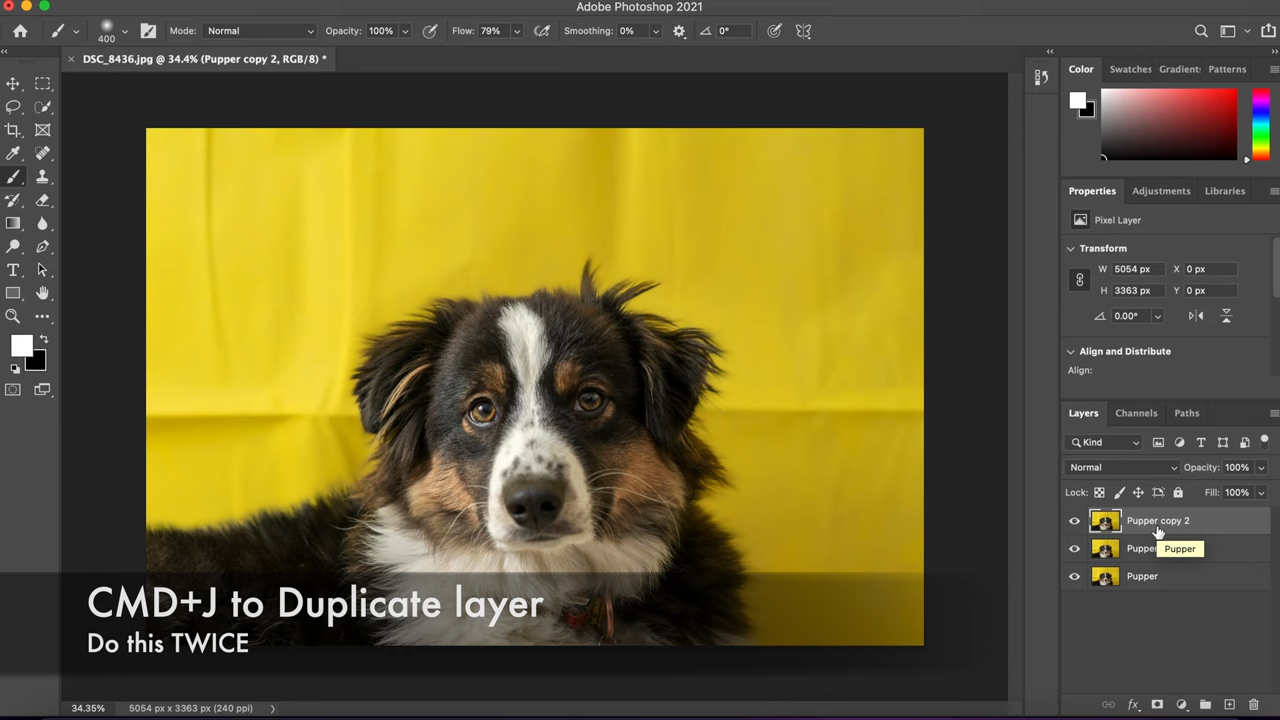 Adobe Photoshop 2021
400
Mode: Normal
Opacity: 100%
Flow: 79%
Smoothing: 0%
0°
DSC_8436.jpg @ 34.4% (Pupper copy 2, RGB/8) *
Color Swatches Gradient: Patterns
Properties Adjustments Libraries
Pixel Layer
Transform
W 5054 px X 0 px
H 3363 px Y 0 px
0.00°
Align and Distribute
Align:
Layers Channels Paths
Kind
Normal Opacity: 100%
Lock: Fill: 100%
Pupper copy 2
Pupper
Pupper
Pupper
CMD+J to Duplicate layer
Do this TWICE
34.35% 5054 px x 3363 px (240 ppi)